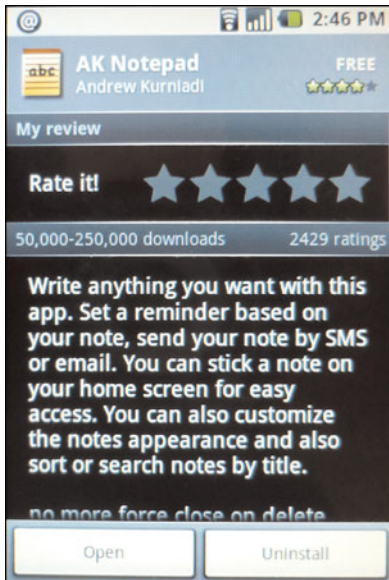 @ 2:46 PM
abc AK Notepad FREE
Andrew Kurniadi
My review
Rate it!
50,000-250,000 downloads 2429 ratings
Write anything you want with this
app. Set a reminder based on
your note, send your note by SMS
or email. You can stick a note on
your home screen for easy
access. You can also customize
the notes appearance and also
sort or search notes by title.
no more force close on delete
Open Uninstall